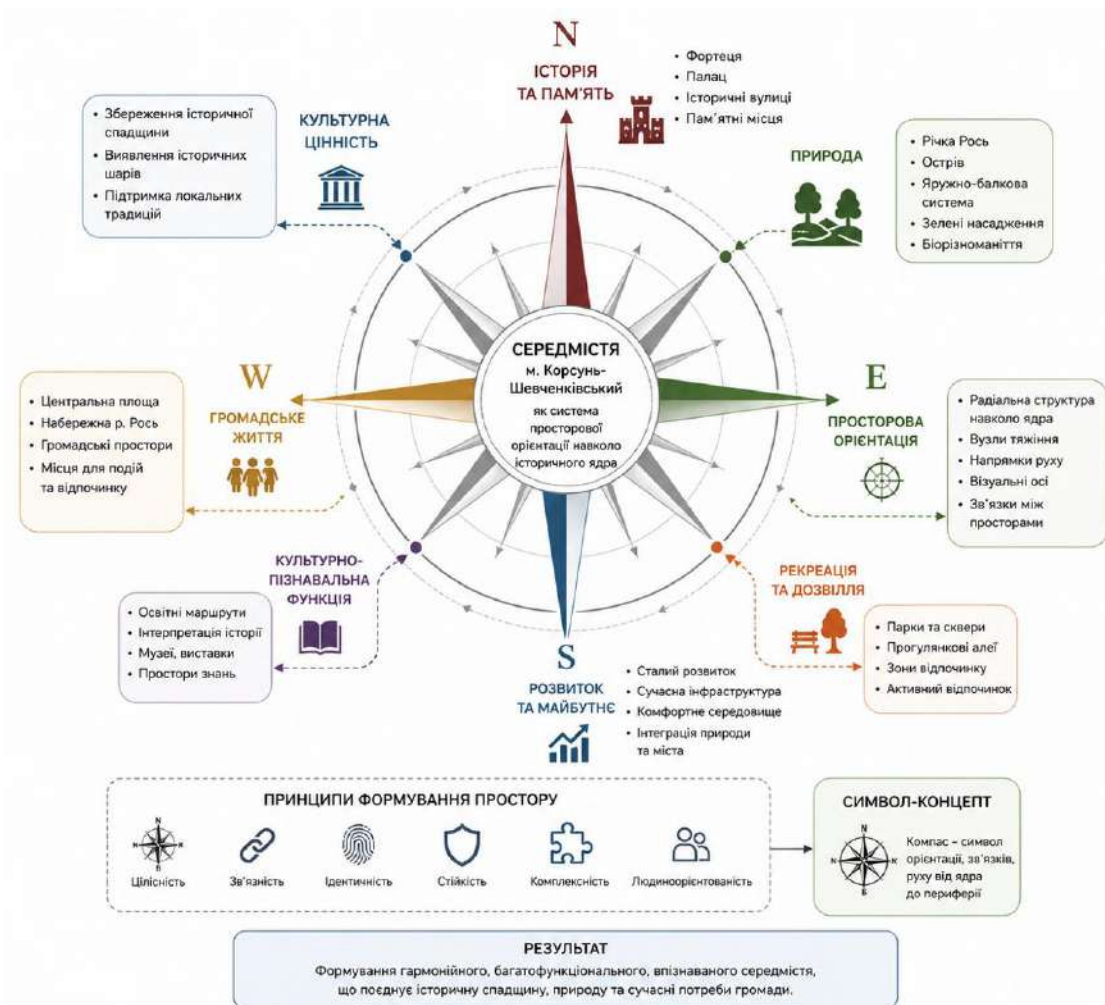 N
ІСТОРІЯ
ТА ПАМ'ЯТЬ
• Фортеця
• Палац
• Історичні вулиці
• Пам'ятні місця
• Збереження історичної
спадщини
• Виявлення історичних
шарів
• Підтримка локальних
традицій
КУЛЬТУРНА
ЦІННІСТЬ
ПРИРОДА
• Річка Рось
• Острів
• Яружно-балкова
система
• Зелені насадження
• Біорізноманіття
СЕРЕДМІСТЯ
м. Корсунь-
Шевченківський
як система
просторової
орієнтації навколо
історичного ядра
• Центральна площа
• Набережна р. Рось
• Громадські простори
• Місця для подій
та відпочинку
W
ГРОМАДСЬКЕ
ЖИТТЯ
E
ПРОСТОРОВА
ОРІЄНТАЦІЯ
• Радіальна структура
навколо ядра
• Вузли тяжіння
• Напрямки руху
• Візуальні осі
• Зв'язки між
просторами
КУЛЬТУРНО-
ПІЗНАВАЛЬНА
ФУНКЦІЯ
• Освітні маршрути
• Інтерпретація історії
• Музеї, виставки
• Простори знань
РЕКРЕАЦІЯ
ТА ДОЗВІЛЛЯ
• Парки та сквери
• Прогулянкові алеї
• Зони відпочинку
• Активний відпочинок
S
РОЗВИТОК
ТА МАЙБУТНЄ
• Сталий розвиток
• Сучасна інфраструктура
• Комфортне середовище
• Інтеграція природи
та міста
ПРИНЦИПИ ФОРМУВАННЯ ПРОСТОРУ
Цілісність
Зв'язність
Ідентичність
Стійкість
Комплексність
Людиноорієнтованість
СИМВОЛ-КОНЦЕПТ
Компас – символ
орієнтації, зв'язків,
руху від ядра
до периферії
РЕЗУЛЬТАТ
Формування гармонійного, багатофункціонального, впізнаваного середмістя,
що поєднує історичну спадщину, природу та сучасні потреби громади.